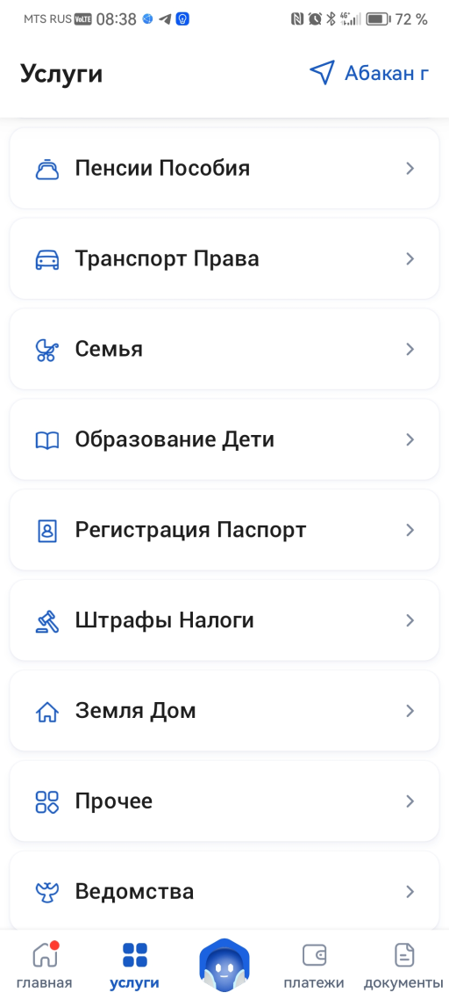 MTS RUS VoLTE 08:38 72 %
Услуги Абакан г
Пенсии Пособия
Транспорт Права
Семья
Образование Дети
Регистрация Паспорт
Штрафы Налоги
Земля Дом
Прочее
Ведомства
главная услуги платежи документы